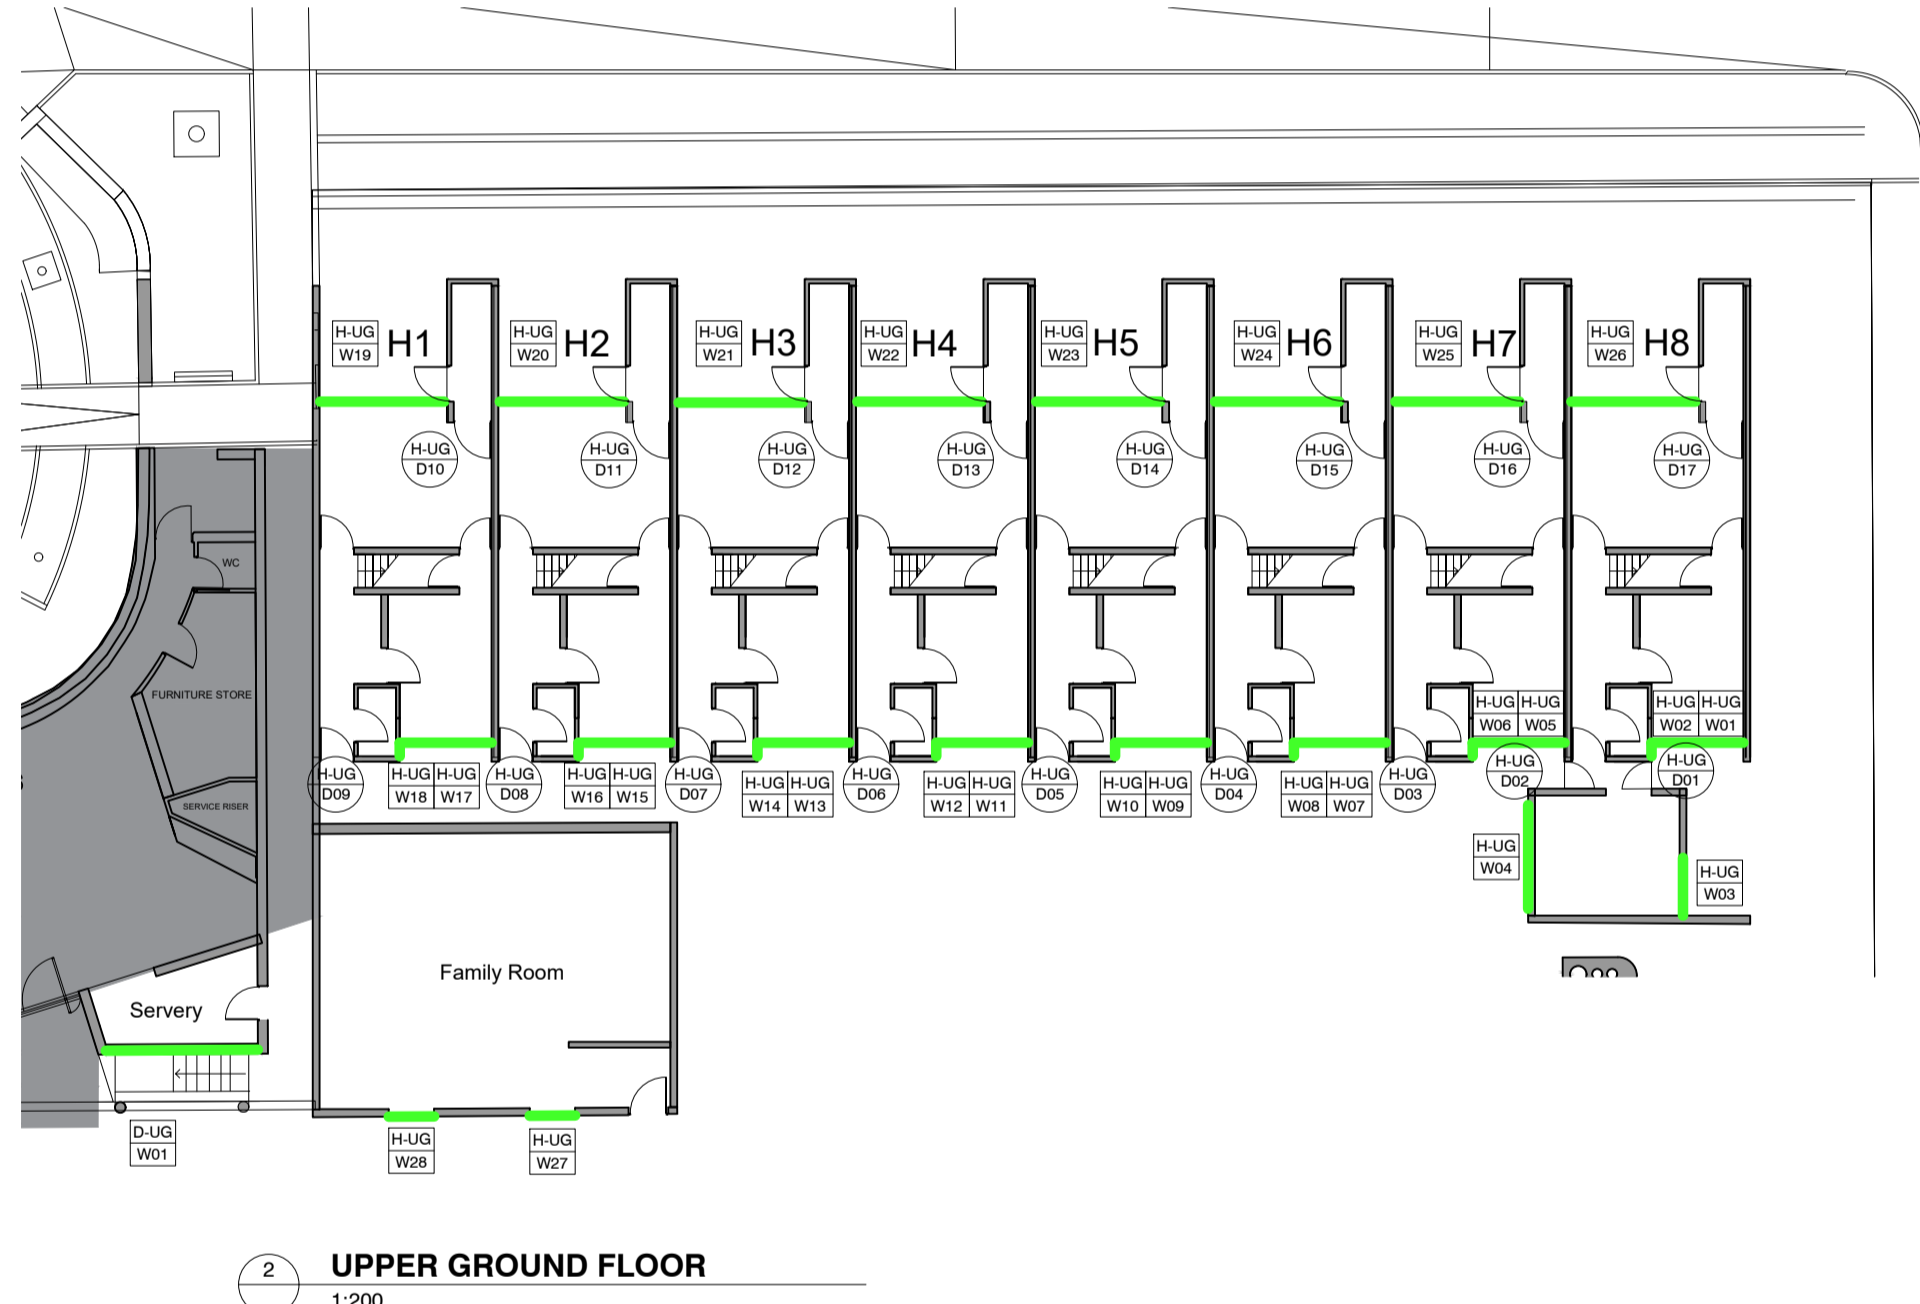 H-UG
W19
H1
H-UG
W20
H2
H-UG
W21
H3
H-UG
W22
H4
H-UG
W23
H5
H-UG
W24
H6
H-UG
W25
H7
H-UG
W26
H8
H-UG
D10
H-UG
D11
H-UG
D12
H-UG
D13
H-UG
D14
H-UG
D15
H-UG
D16
H-UG
D17
WC
FURNITURE STORE
SERVICE RISER
H-UG H-UG
W06 W05
H-UG H-UG
W02 W01
H-UG
D09
H-UG H-UG
W18 W17
H-UG
D08
H-UG H-UG
W16 W15
H-UG
D07
H-UG H-UG
W14 W13
H-UG
D06
H-UG H-UG
W12 W11
H-UG
D05
H-UG H-UG
W10 W09
H-UG
D04
H-UG H-UG
W08 W07
H-UG
D03
H-UG
D02
H-UG
D01
H-UG
W04
H-UG
W03
Family Room
Servery
D-UG
W01
H-UG
W28
H-UG
W27
2
UPPER GROUND FLOOR
1:200